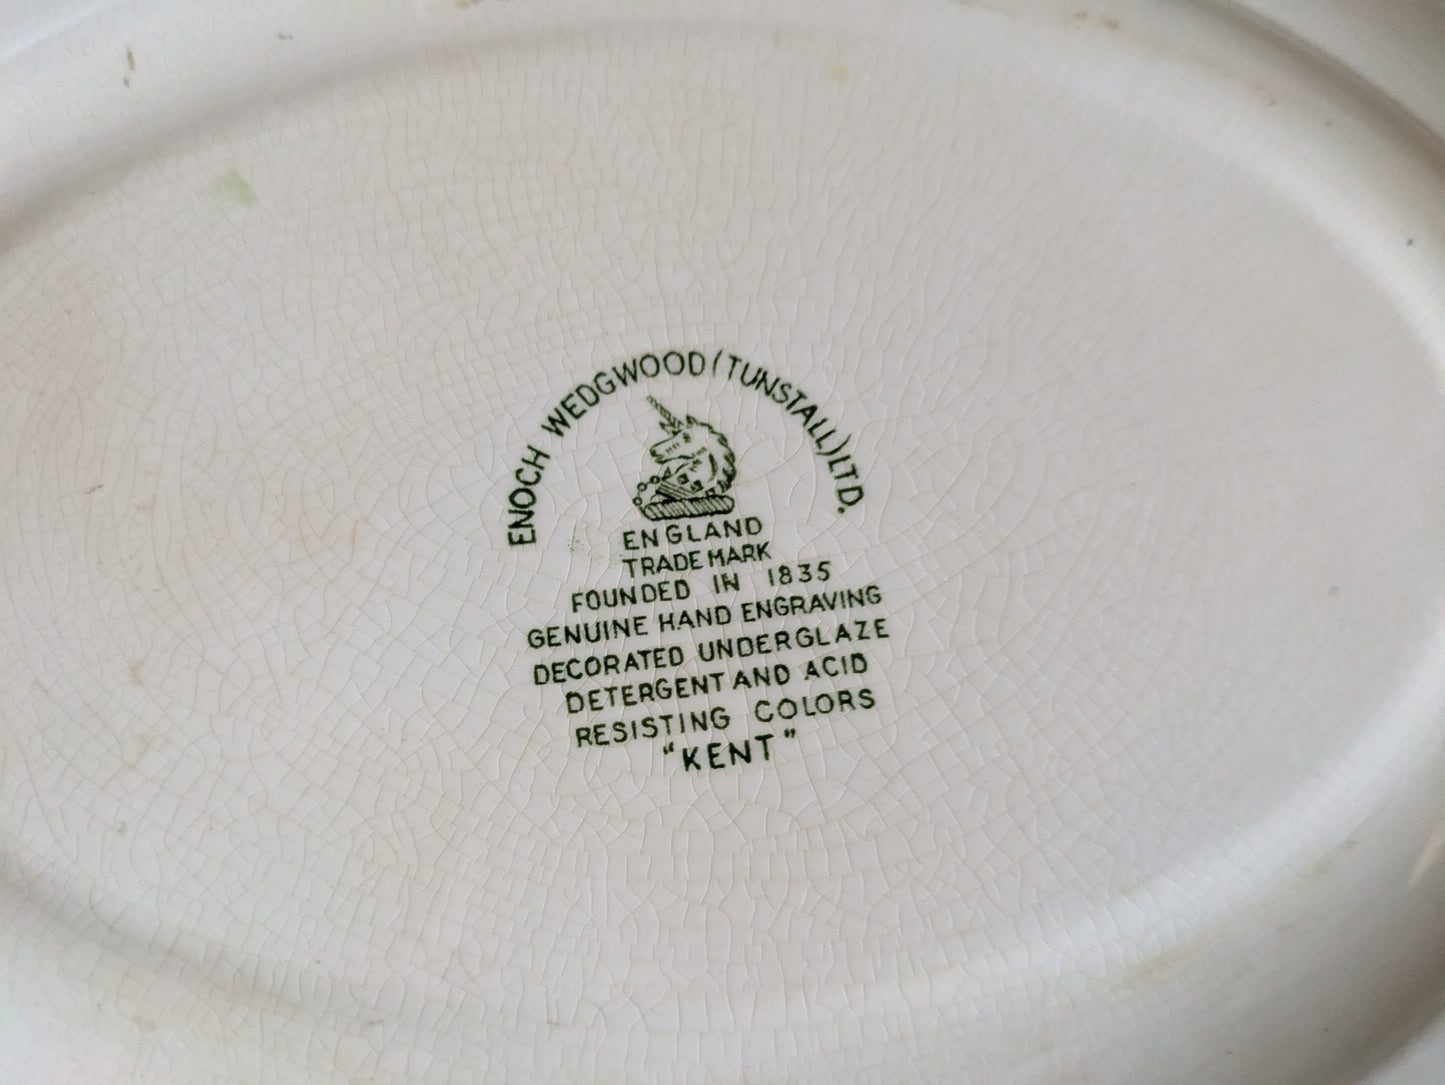 ENOCH WEDGWOOD (TUNSTALL) LTD.
ENGLAND
TRADE MARK
FOUNDED IN 1835
GENUINE HAND ENGRAVING
DECORATED UNDERGLAZE
DETERGENT AND ACID
RESISTING COLORS
"KENT"